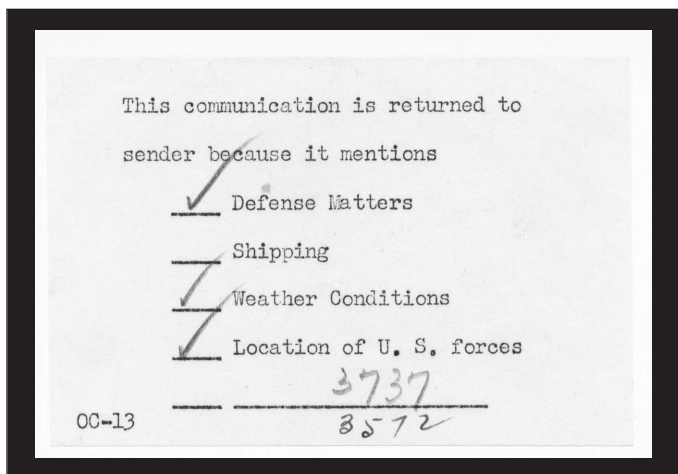 This communication is returned to
sender because it mentions
Defense Matters
Shipping
Weather Conditions
Location of U. S. forces
3737
OC-13
3572